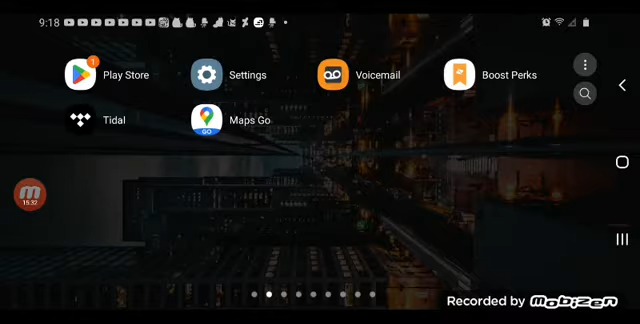 9:18
1
Play Store
Settings
Voicemail
Boost Perks
Tidal
GO
Maps Go
m
15:32
Recorded by Mobizen